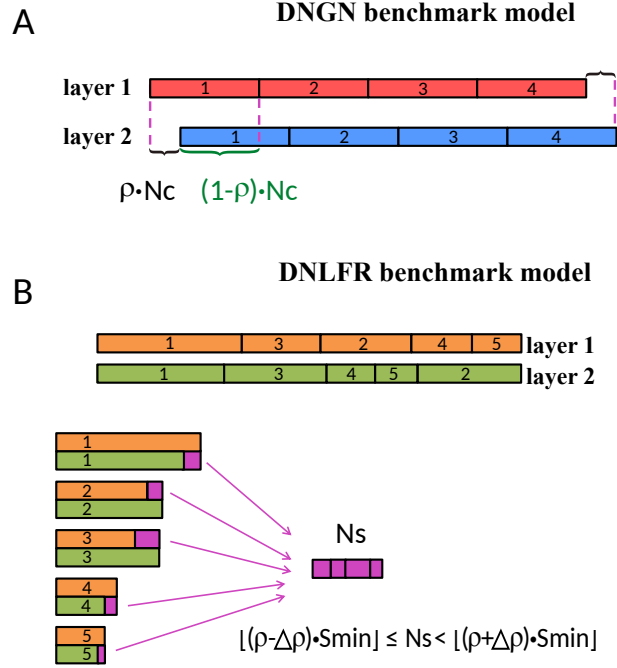 A
DNGN benchmark model
layer 1
1 2 3 4
layer 2
1 2 3 4
ρ·Nc (1-ρ)·Nc
DNLFR benchmark model
B
1 3 2 4 5 layer 1
1 3 4 5 2 layer 2
1
1
2
2
3
3
Ns
4
4
⌊(ρ-Δρ)·Smin⌋ ≤ Ns< ⌊(ρ+Δρ)·Smin⌋
5
5